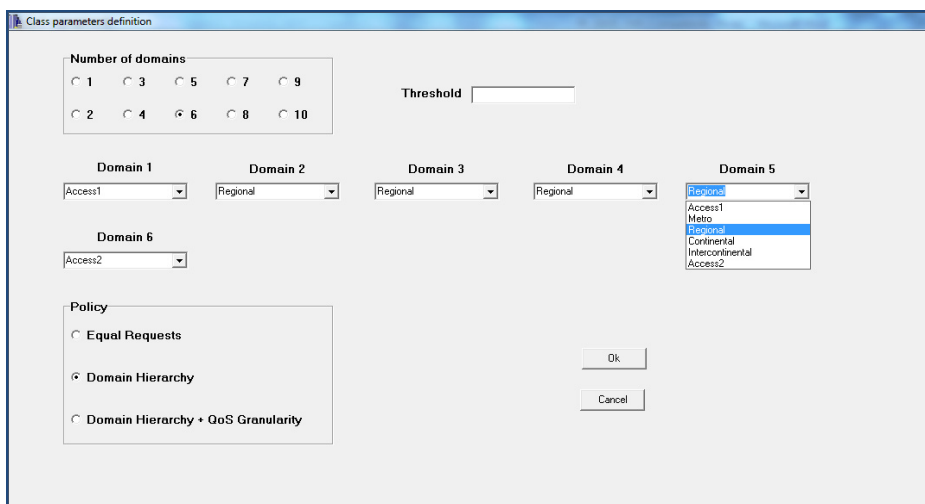 Class parameters definition
Number of domains
1 3 5 7 9
2 4 6 8 10
Threshold
Domain 1 Domain 2 Domain 3 Domain 4 Domain 5
Access1 Regional Regional Regional Regional
Access1
Metro
Regional
Continental
Intercontinental
Access2
Domain 6
Access2
Policy
Equal Requests
Domain Hierarchy
Domain Hierarchy + QoS Granularity
Ok
Cancel